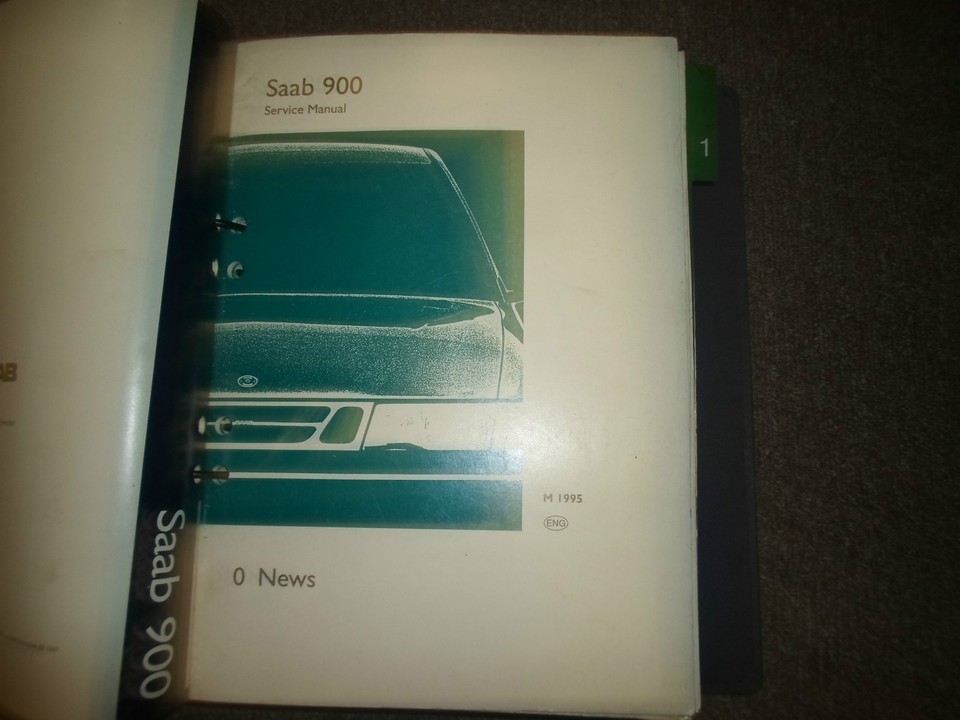 Saab 900
Service Manual
1
M 1995
ENG
0 News
Saab 900